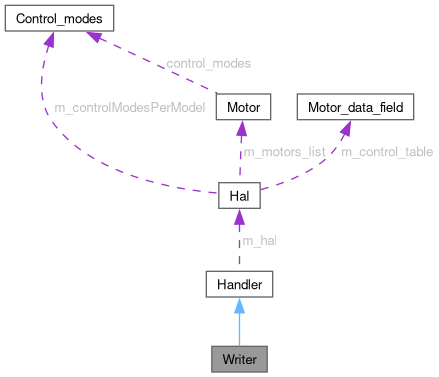 Control_modes
control_modes
m_controlModesPerModel
Motor
Motor_data_field
m_motors_list
m_control_table
Hal
m_hal
Handler
Writer